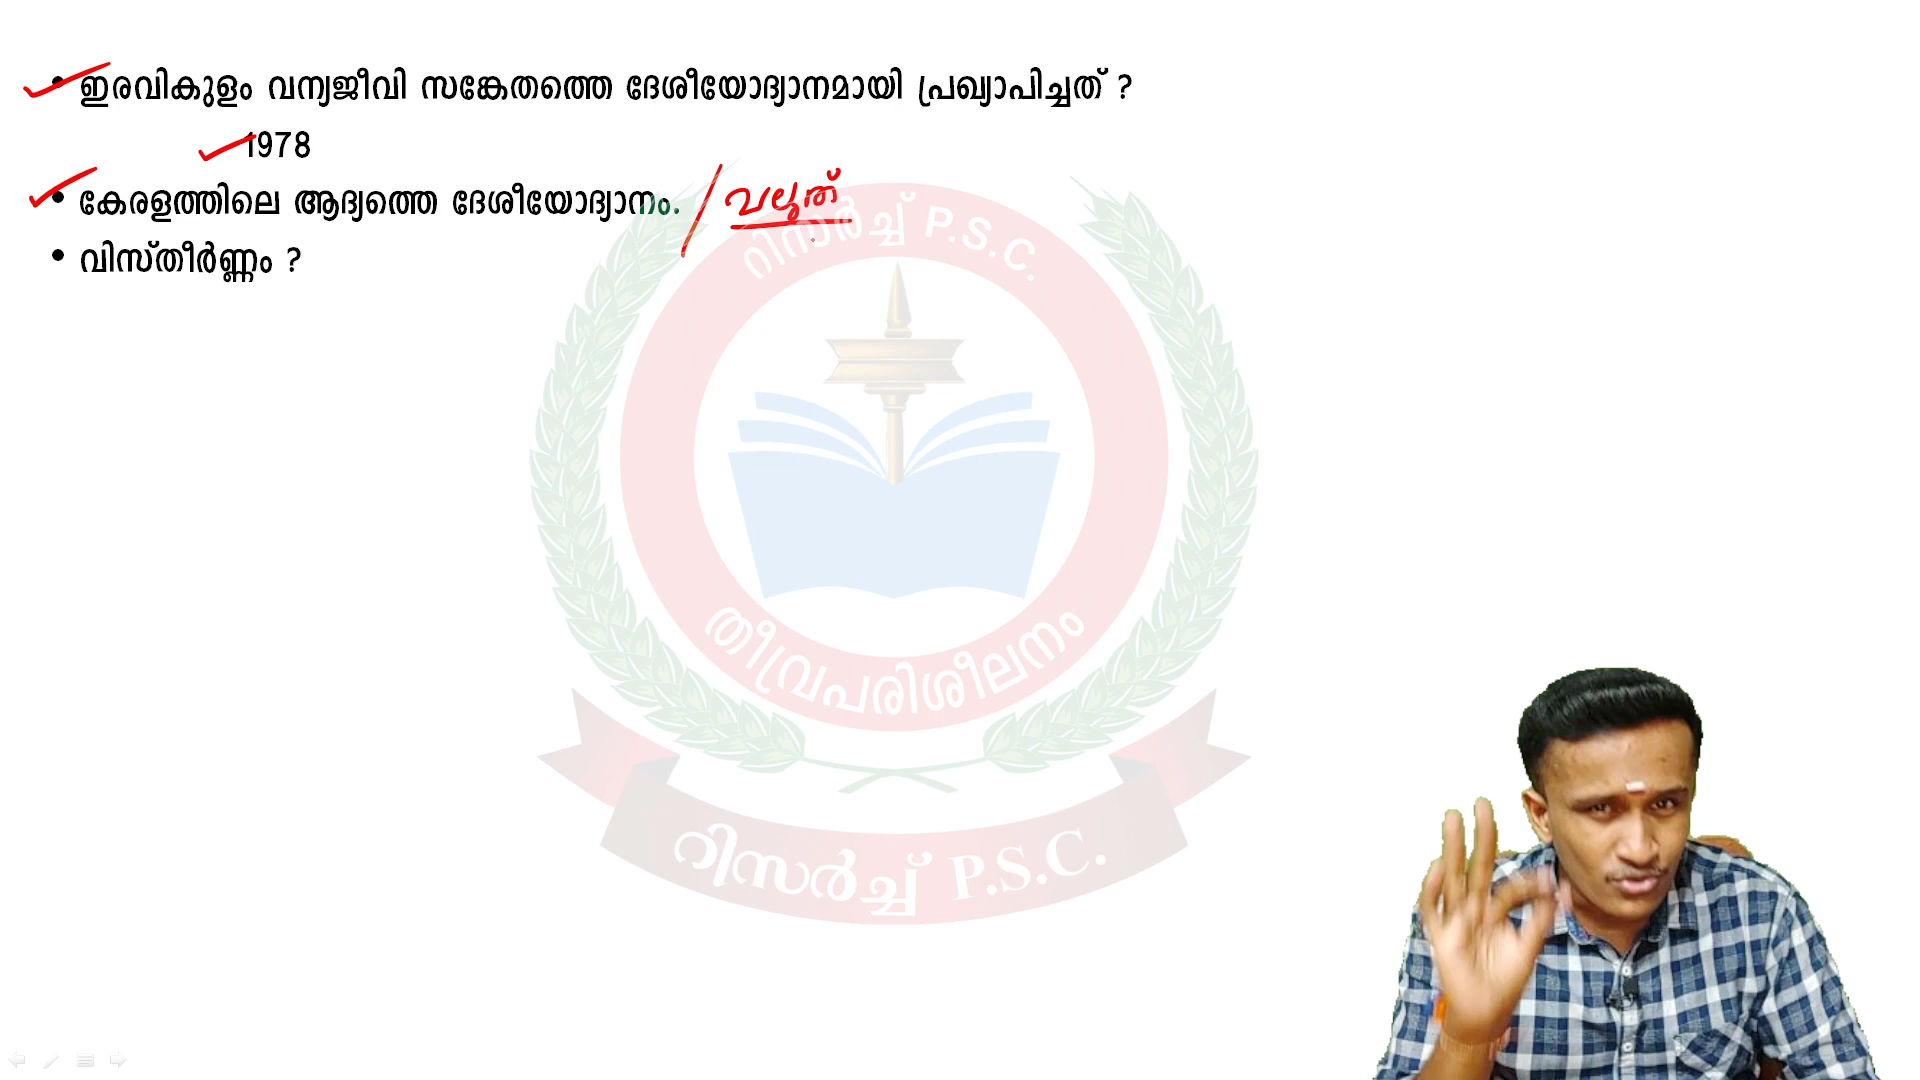 • ഇരവികുളം വന്യജീവി സങ്കേതത്തെ ദേശീയോദ്യാനമായി പ്രഖ്യാപിച്ചത് ?
1978
• കേരളത്തിലെ ആദ്യത്തെ ദേശീയോദ്യാനം. / വലുത്
• വിസ്തീർണ്ണം ?
റിസർച്ച് P.S.C.
തീവ്രപരിശീലനം
റിസർച്ച് P.S.C.